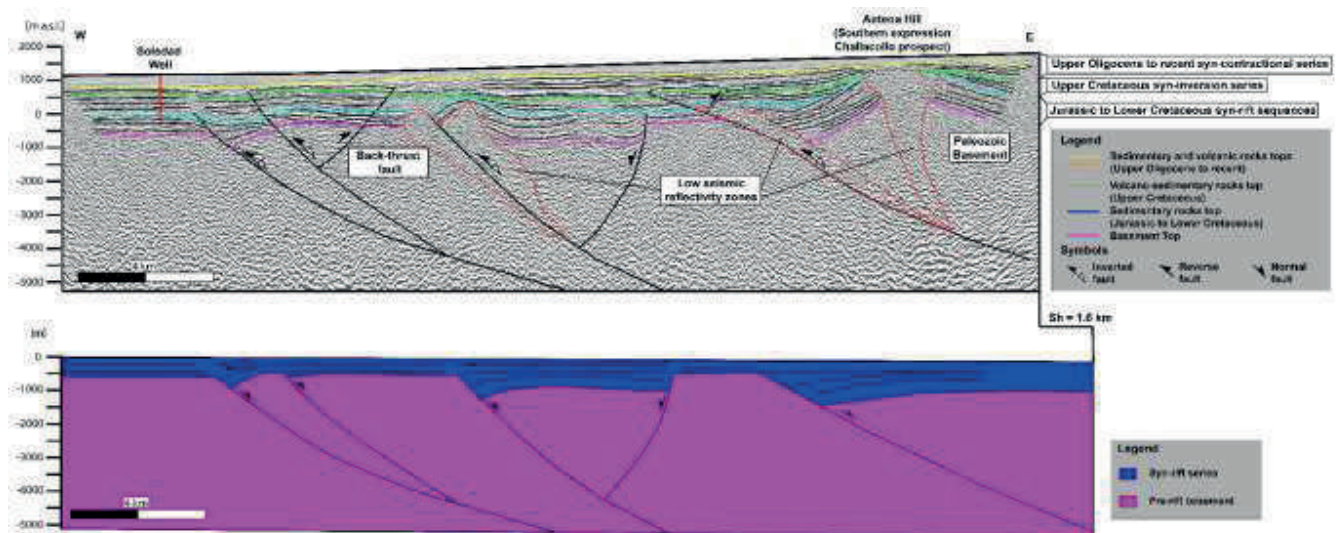 [m.a.s.l]
W
Soledad
Well
Antena Hill
(Southern expression
Challacollo prospect)
E
2000
1000
0
-1000
-2000
-3000
-4000
-5000
Back-thrust
fault
Low seismic
reflectivity zones
Paleozoic
Basement
Upper Oligocene to recent syn-contractional series
Upper Cretaceous syn-inversion series
Jurassic to Lower Cretaceous syn-rift sequences
Legend
Sedimentary and volcanic rocks tops
(Upper Oligocene to recent)
Volcano-sedimentary rocks top
(Upper Cretaceous)
Sedimentary rocks top
(Jurassic to Lower Cretaceous)
Basement Top
Symbols
Inverted
fault
Reverse
fault
Normal
fault
Sh = 1.6 km
[m]
0
-1000
-2000
-3000
-4000
-5000
Legend
Syn-rift series
Pre-rift basement